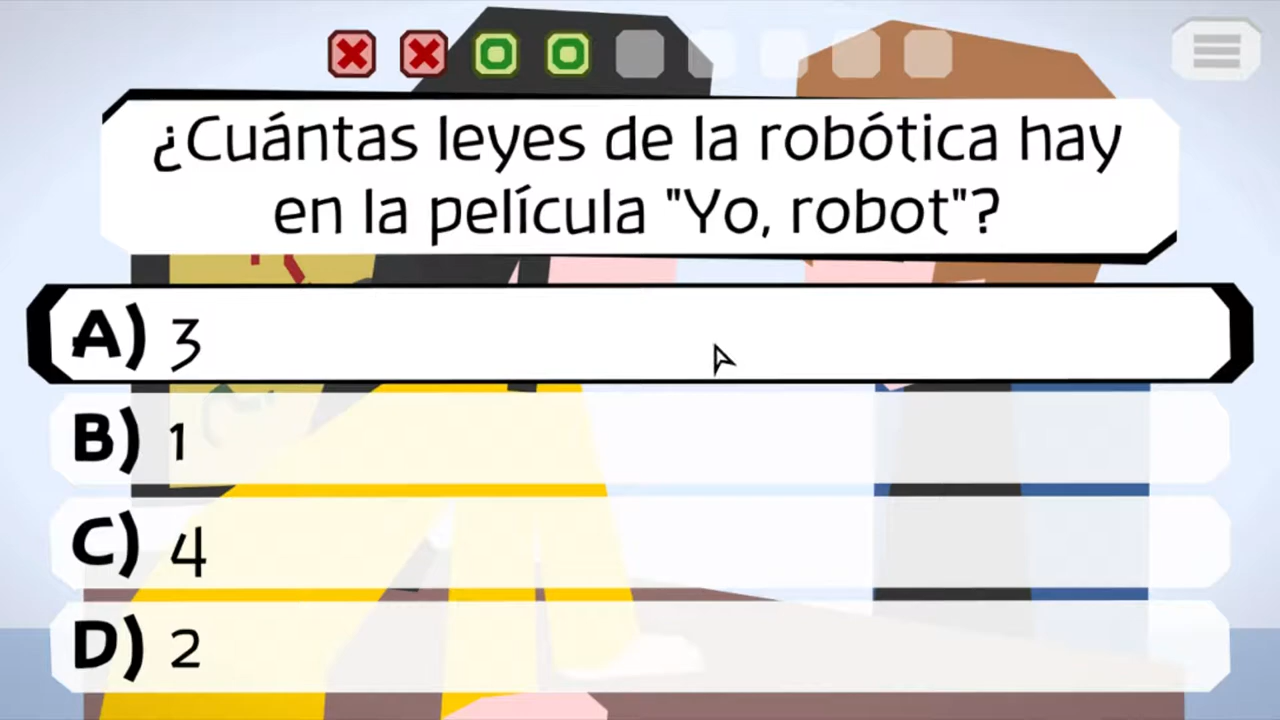 ¿Cuántas leyes de la robótica hay
en la película "Yo, robot"?
A) 3
B) 1
C) 4
D) 2